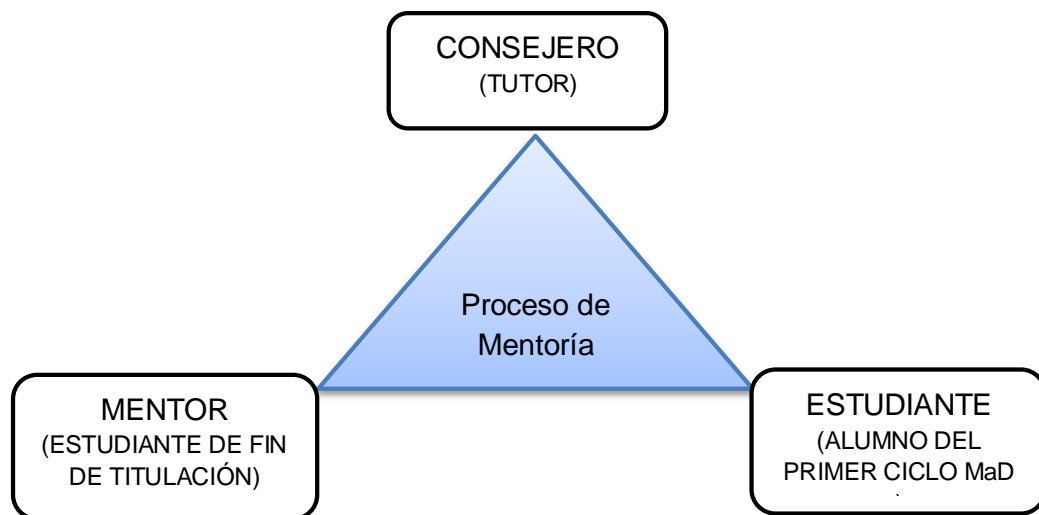 CONSEJERO
(TUTOR)
Proceso de
Mentoría
MENTOR
(ESTUDIANTE DE FIN
DE TITULACIÓN)
ESTUDIANTE
(ALUMNO DEL
PRIMER CICLO MaD